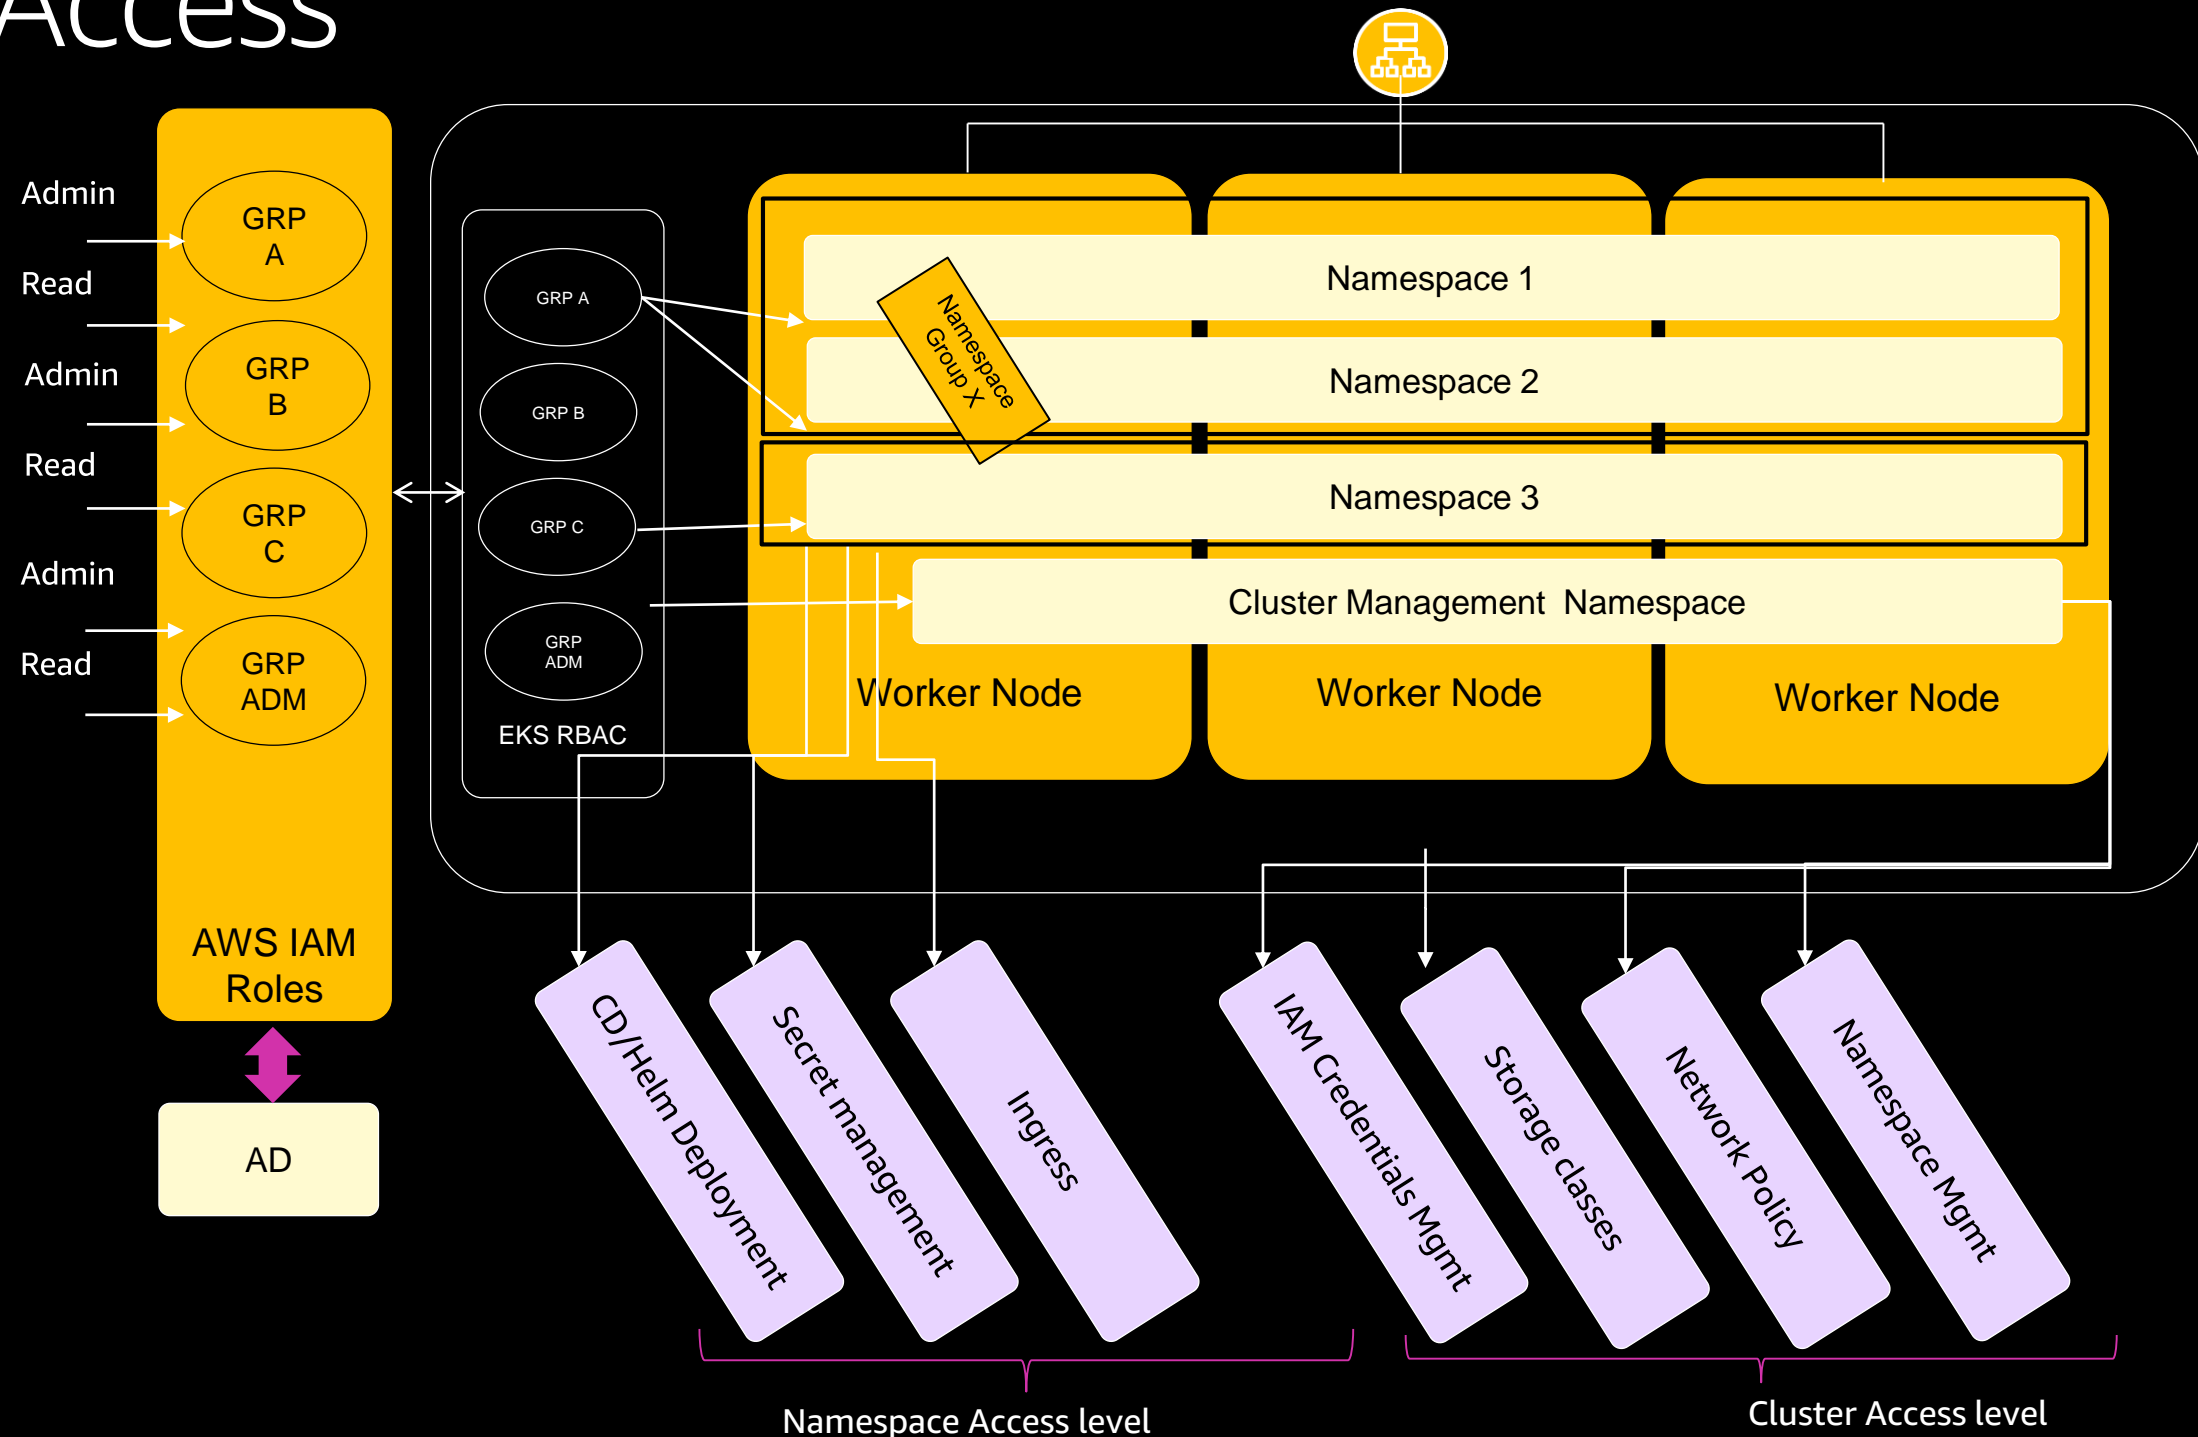 Access
Admin
Read
Admin
Read
Admin
Read
GRP
A
GRP
B
GRP
C
GRP
ADM
AWS IAM
Roles
AD
GRP A
GRP B
GRP C
GRP
ADM
EKS RBAC
Namespace 1
Namespace
Group X
Namespace 2
Namespace 3
Cluster Management  Namespace
Worker Node
Worker Node
Worker Node
CD/Helm Deployment
Secret management
Ingress
IAM Credentials Mgmt
Storage classes
Network Policy
Namespace Mgmt
Namespace Access level
Cluster Access level